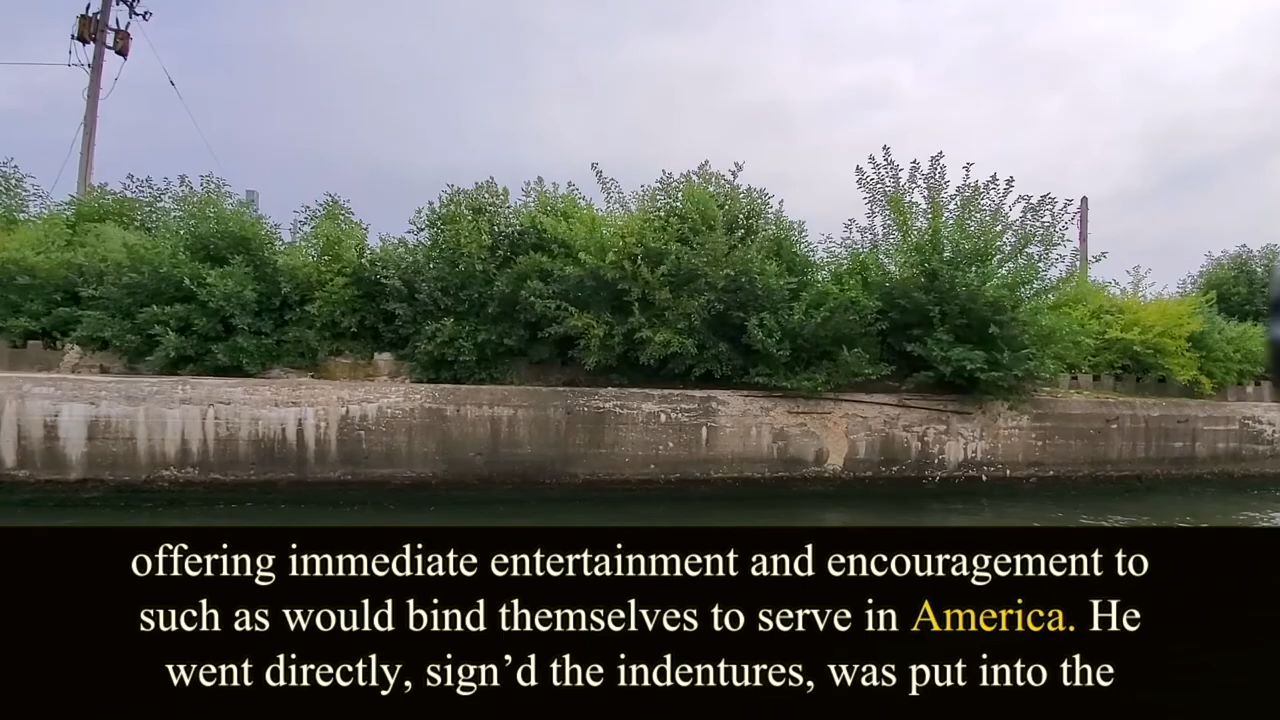 offering immediate entertainment and encouragement to
such as would bind themselves to serve in America. He
went directly, sign’d the indentures, was put into the